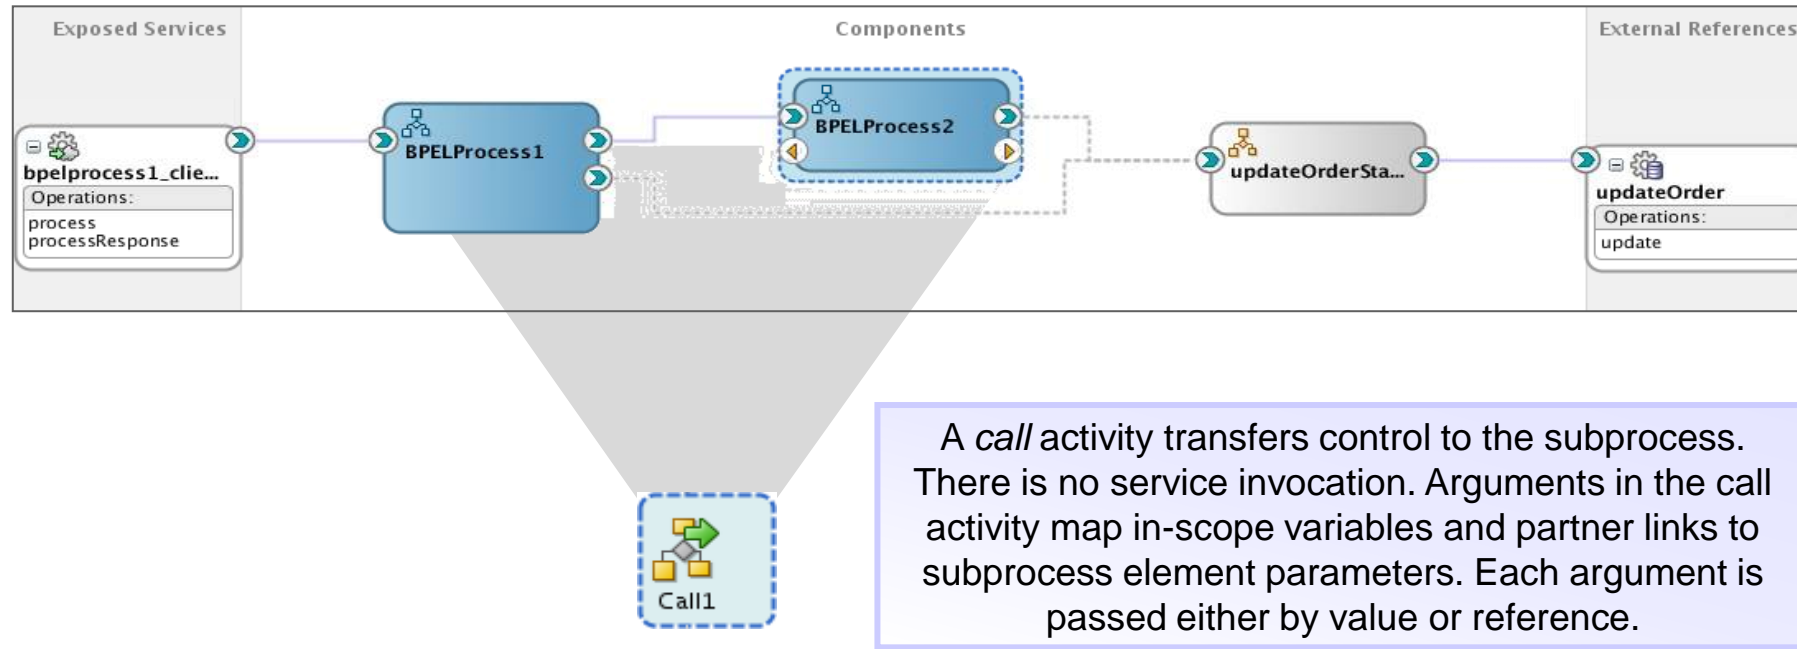 Exposed Services
Components
External References
bpelprocess1_clie...
Operations:
process
processResponse
BPELProcess1
BPELProcess2
updateOrderSta...
updateOrder
Operations:
update
Call1
A call activity transfers control to the subprocess.
There is no service invocation. Arguments in the call
activity map in-scope variables and partner links to
subprocess element parameters. Each argument is
passed either by value or reference.